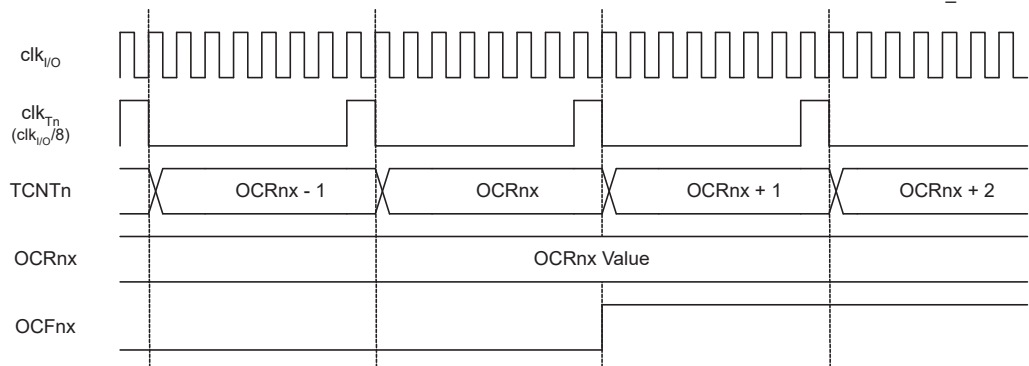 clkI/O
clkTn
(clkI/O/8)
TCNTn OCRnx - 1 OCRnx OCRnx + 1 OCRnx + 2
OCRnx OCRnx Value
OCFnx